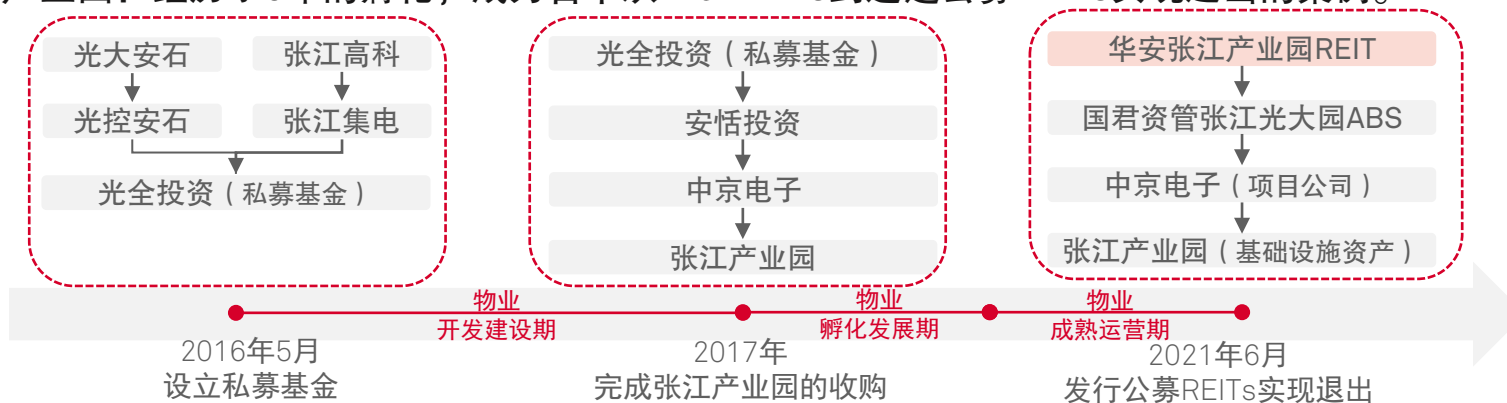 光大安石
张江高科
光控安石
张江集电
光全投资（私募基金）
光全投资（私募基金）
安恬投资
中京电子
张江产业园
华安张江产业园REIT
国君资管张江光大园ABS
中京电子（项目公司）
张江产业园（基础设施资产）
物业
开发建设期
物业
孵化发展期
物业
成熟运营期
2016年5月
设立私募基金
2017年
完成张江产业园的收购
2021年6月
发行公募REITs实现退出